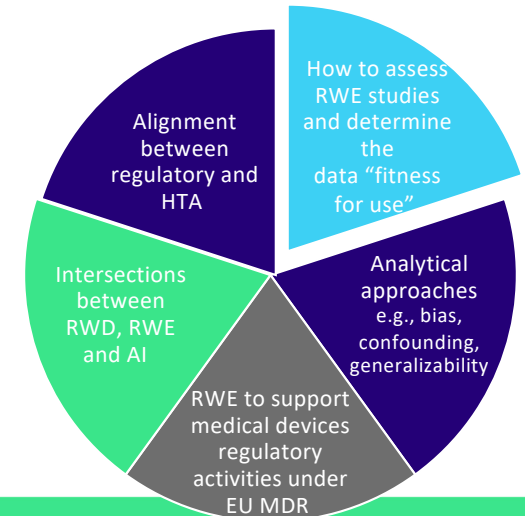 How to assess
RWE studies
and determine
the
data “fitness
for use”
Alignment
between
regulatory and
HTA
Analytical
approaches
e.g., bias,
confounding,
generalizability
Intersections
between
RWD, RWE
and AI
RWE to support
medical devices
regulatory
activities under
EU MDR